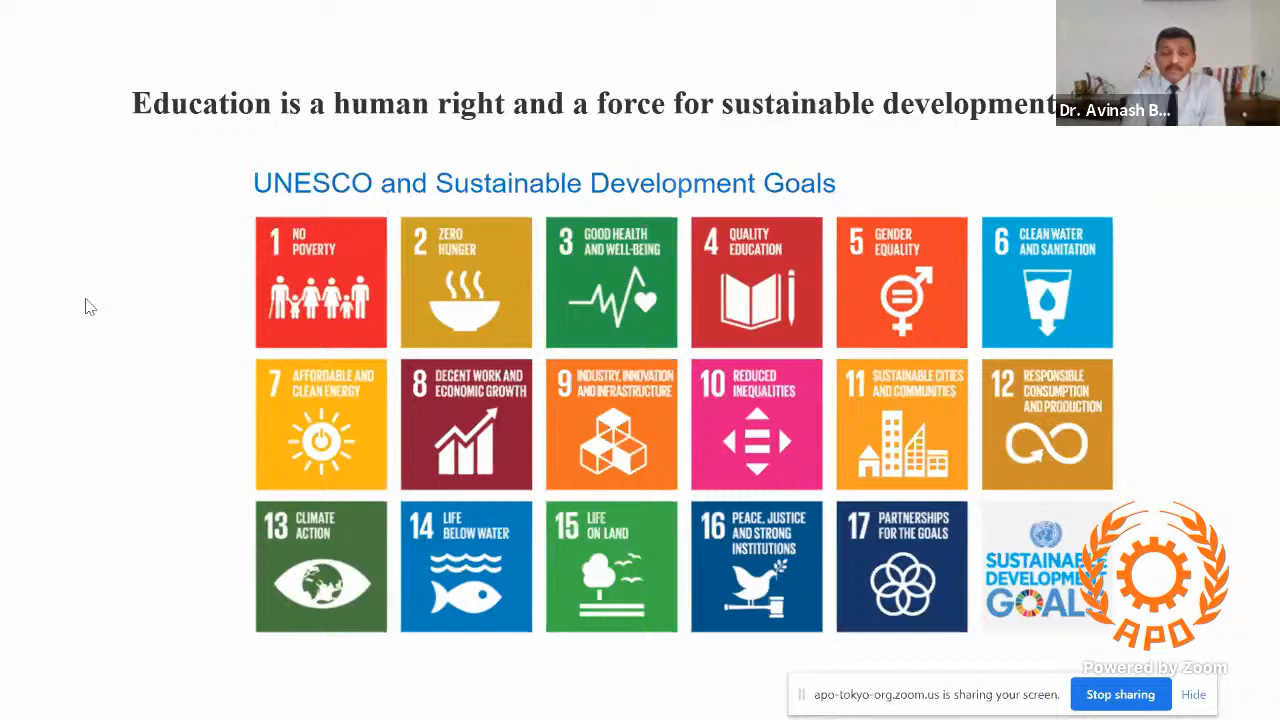 Education is a human right and a force for sustainable development
Dr. Avinash B...
UNESCO and Sustainable Development Goals
1 NO
POVERTY
2 ZERO
HUNGER
3 GOOD HEALTH
AND WELL-BEING
4 QUALITY
EDUCATION
5 GENDER
EQUALITY
6 CLEAN WATER
AND SANITATION
7 AFFORDABLE AND
CLEAN ENERGY
8 DECENT WORK AND
ECONOMIC GROWTH
9 INDUSTRY, INNOVATION
AND INFRASTRUCTURE
10 REDUCED
INEQUALITIES
11 SUSTAINABLE CITIES
AND COMMUNITIES
12 RESPONSIBLE
CONSUMPTION
AND PRODUCTION
13 CLIMATE
ACTION
14 LIFE
BELOW WATER
15 LIFE
ON LAND
16 PEACE, JUSTICE
AND STRONG
INSTITUTIONS
17 PARTNERSHIPS
FOR THE GOALS
SUSTAINABLE
DEVELOPMENT
GOALS
APO
Powered by Zoom
apo-tokyo-org.zoom.us is sharing your screen.
Stop sharing
Hide